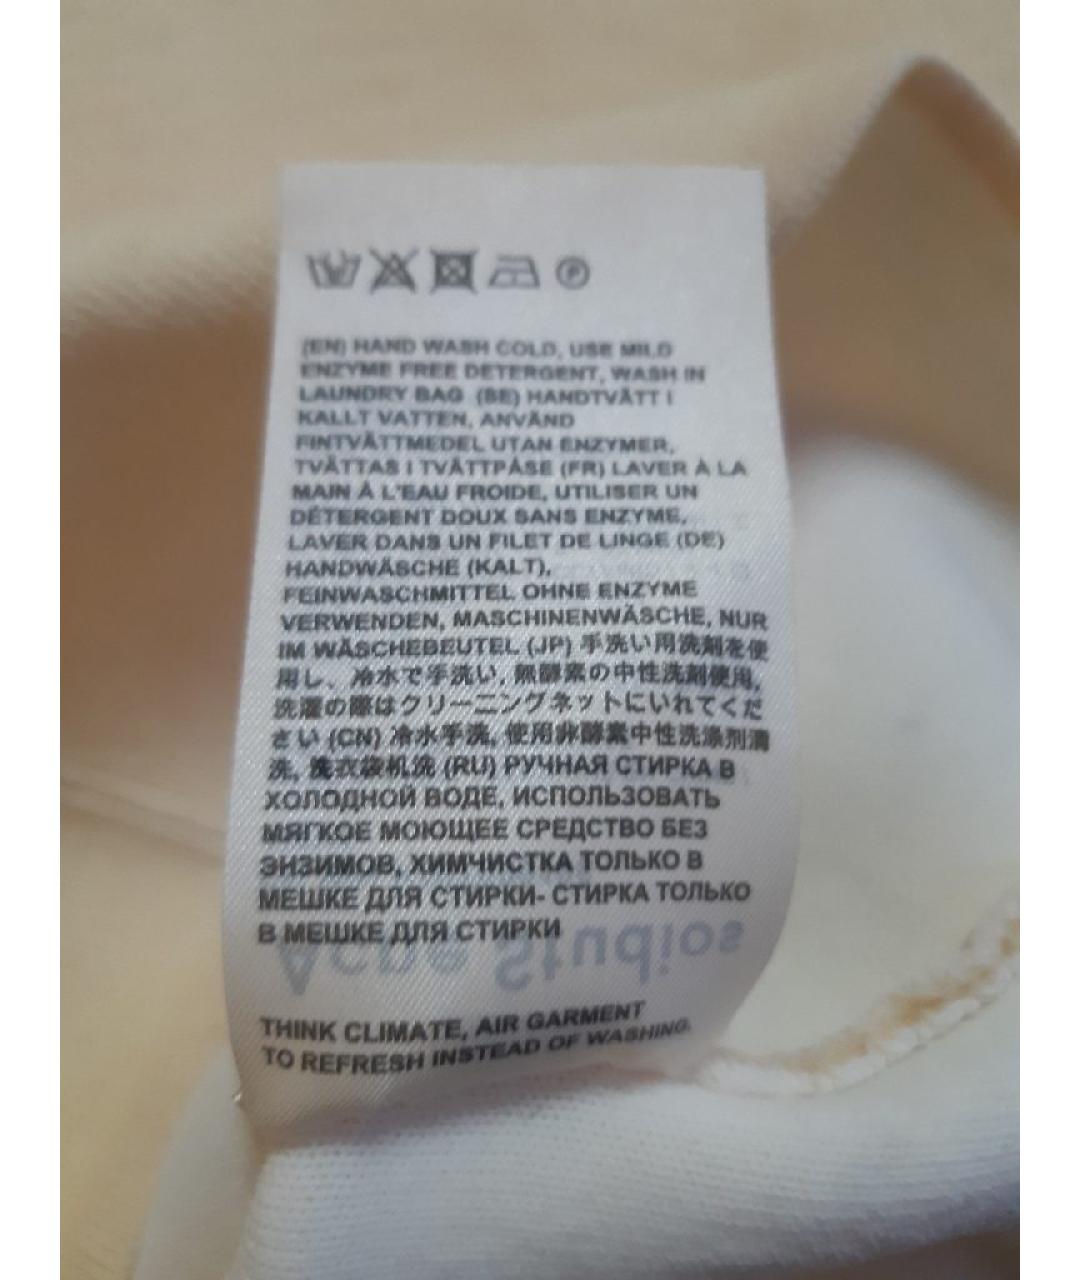 (EN) HAND WASH COLD, USE MILD
ENZYME FREE DETERGENT, WASH IN
LAUNDRY BAG (SE) HANDTVÄTT I
KALLT VATTEN, ANVÄND
FINTVÄTTMEDEL UTAN ENZYMER,
TVÄTTAS I TVÄTTPÅSE (FR) LAVER À LA
MAIN À L'EAU FROIDE, UTILISER UN
DÉTERGENT DOUX SANS ENZYME,
LAVER DANS UN FILET DE LINGE (DE)
HANDWÄSCHE (KALT),
FEINWASCHMITTEL OHNE ENZYME
VERWENDEN, MASCHINENWÄSCHE, NUR
IM WÄSCHEBEUTEL (JP) 手洗い用洗剤を使
用し、冷水で手洗い, 無酵素の中性洗剤使用,
洗濯の際はクリーニングネットにいれてくだ
さい (CN) 冷水手洗, 使用非酵素中性洗涤剂清
洗, 洗衣袋机洗 (RU) РУЧНАЯ СТИРКА В
ХОЛОДНОЙ ВОДЕ, ИСПОЛЬЗОВАТЬ
МЯГКОЕ МОЮЩЕЕ СРЕДСТВО БЕЗ
ЭНЗИМОВ, ХИМЧИСТКА ТОЛЬКО В
МЕШКЕ ДЛЯ СТИРКИ- СТИРКА ТОЛЬКО
В МЕШКЕ ДЛЯ СТИРКИ
Acne Studios
THINK CLIMATE, AIR GARMENT
TO REFRESH INSTEAD OF WASHING.